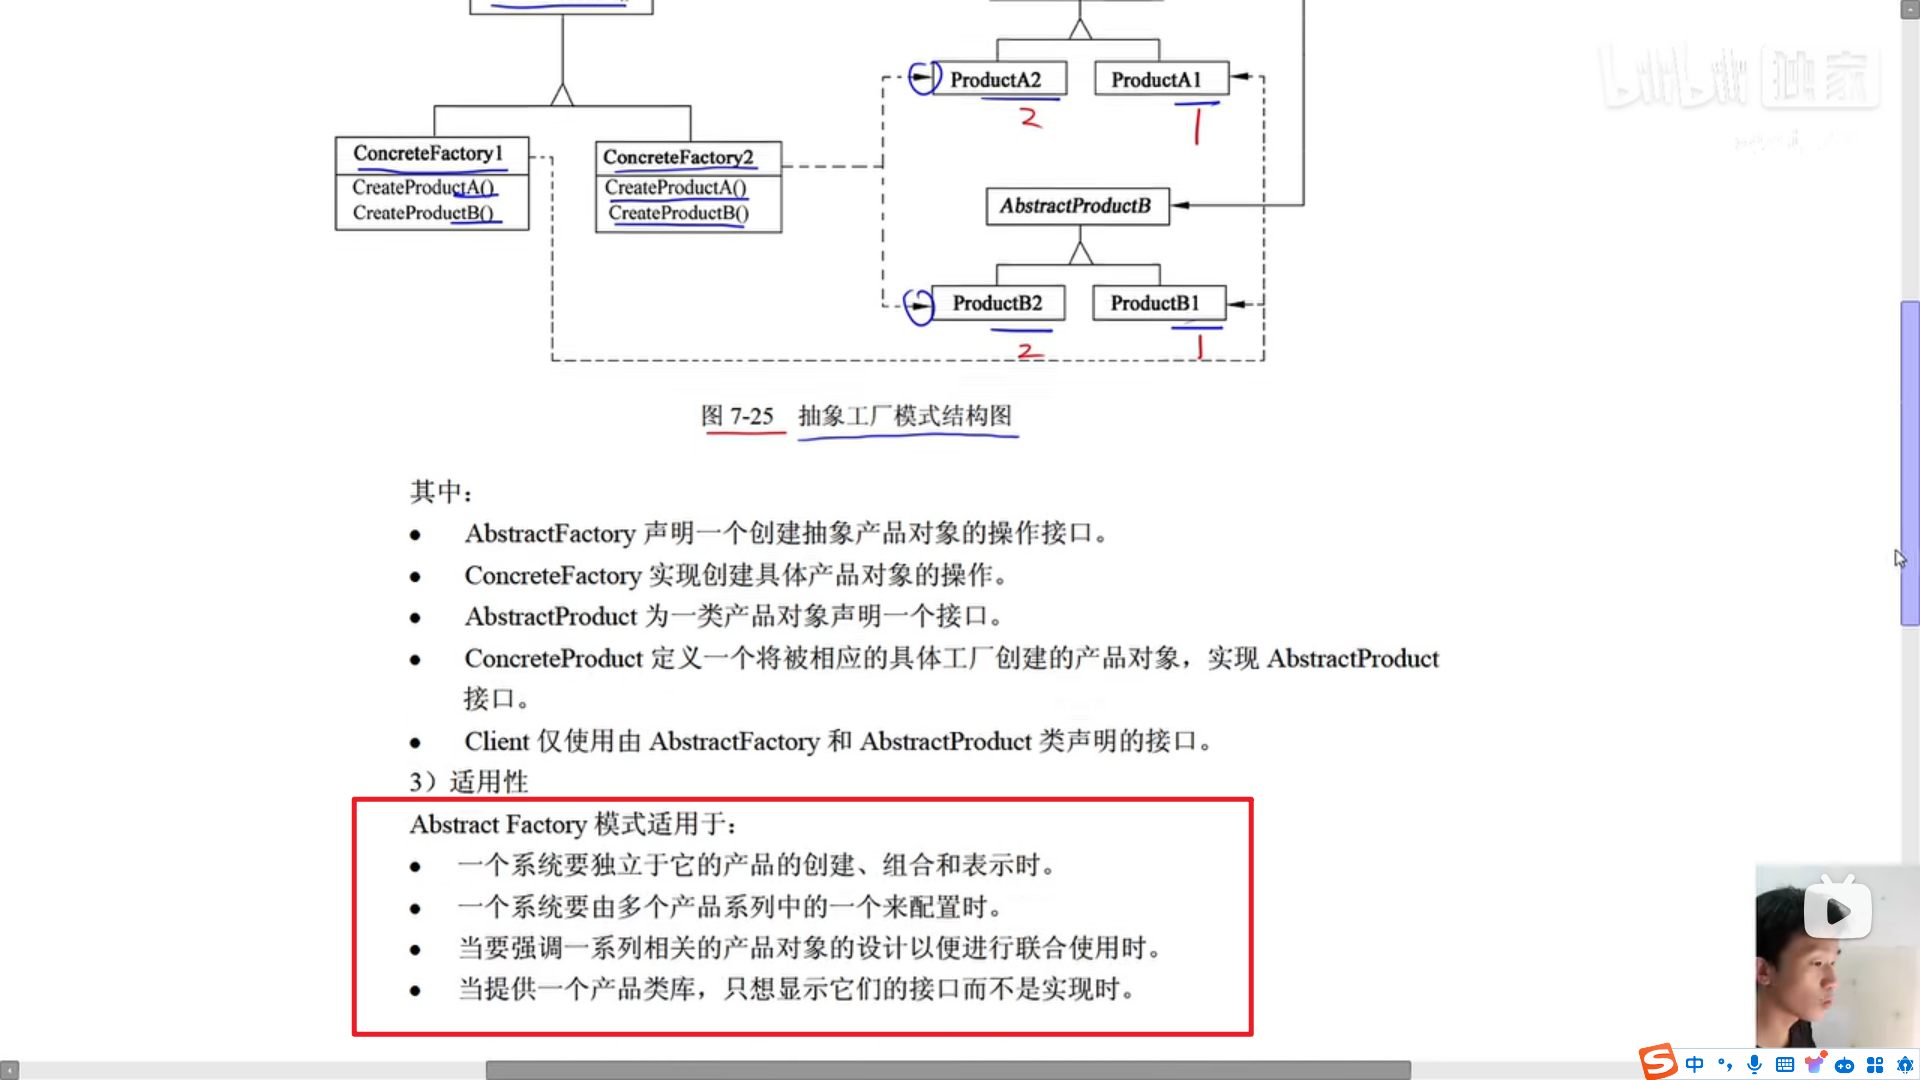 bilibili 独家
ProductA2
ProductA1
2
1
ConcreteFactory1
CreateProductA()
CreateProductB()
ConcreteFactory2
CreateProductA()
CreateProductB()
AbstractProductB
ProductB2
ProductB1
2
1
图 7-25 抽象工厂模式结构图
其中：
● AbstractFactory 声明一个创建抽象产品对象的操作接口。
● ConcreteFactory 实现创建具体产品对象的操作。
● AbstractProduct 为一类产品对象声明一个接口。
● ConcreteProduct 定义一个将被相应的具体工厂创建的产品对象，实现 AbstractProduct
接口。
● Client 仅使用由 AbstractFactory 和 AbstractProduct 类声明的接口。
3）适用性
Abstract Factory 模式适用于：
● 一个系统要独立于它的产品的创建、组合和表示时。
● 一个系统要由多个产品系列中的一个来配置时。
● 当要强调一系列相关的产品对象的设计以便进行联合使用时。
● 当提供一个产品类库，只想显示它们的接口而不是实现时。
S 中